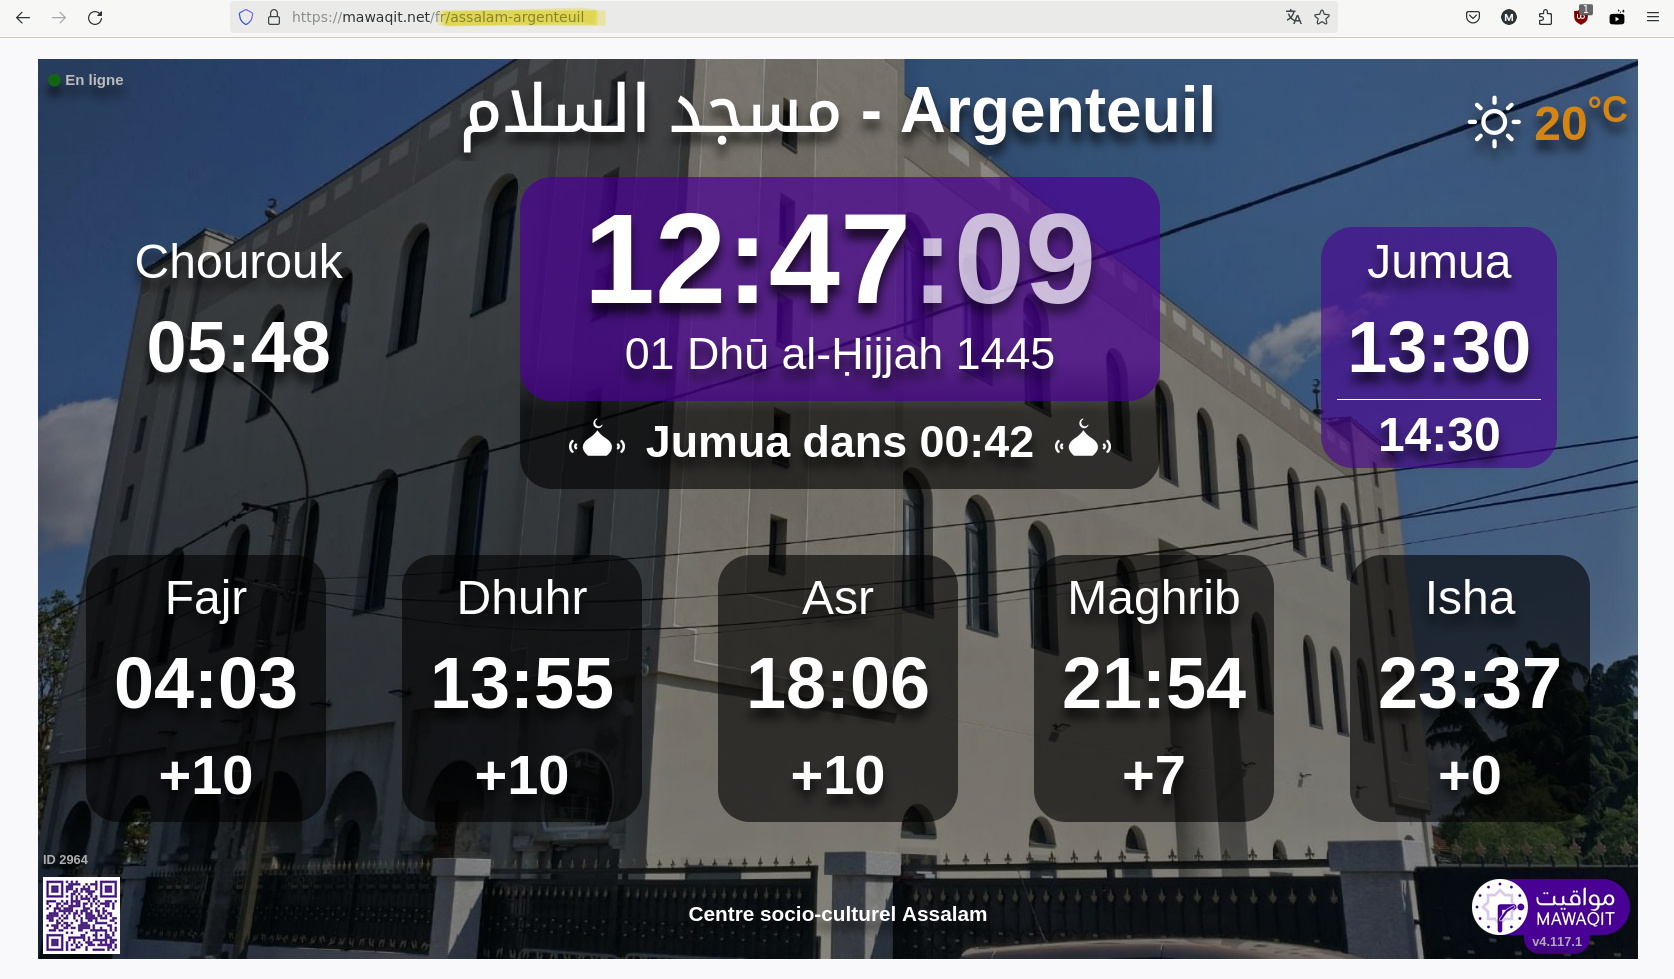 https://mawaqit.net/fr/assalam-argenteuil
1
En ligne
مسجد السلام - Argenteuil
20°C
Chourouk
05:48
12:47:09
01 Dhū al-Ḥijjah 1445
Jumua dans 00:42
Jumua
13:30
14:30
Fajr
04:03
+10
Dhuhr
13:55
+10
Asr
18:06
+10
Maghrib
21:54
+7
Isha
23:37
+0
ID 2964
Centre socio-culturel Assalam
مواقيت
MAWAQIT
v4.117.1